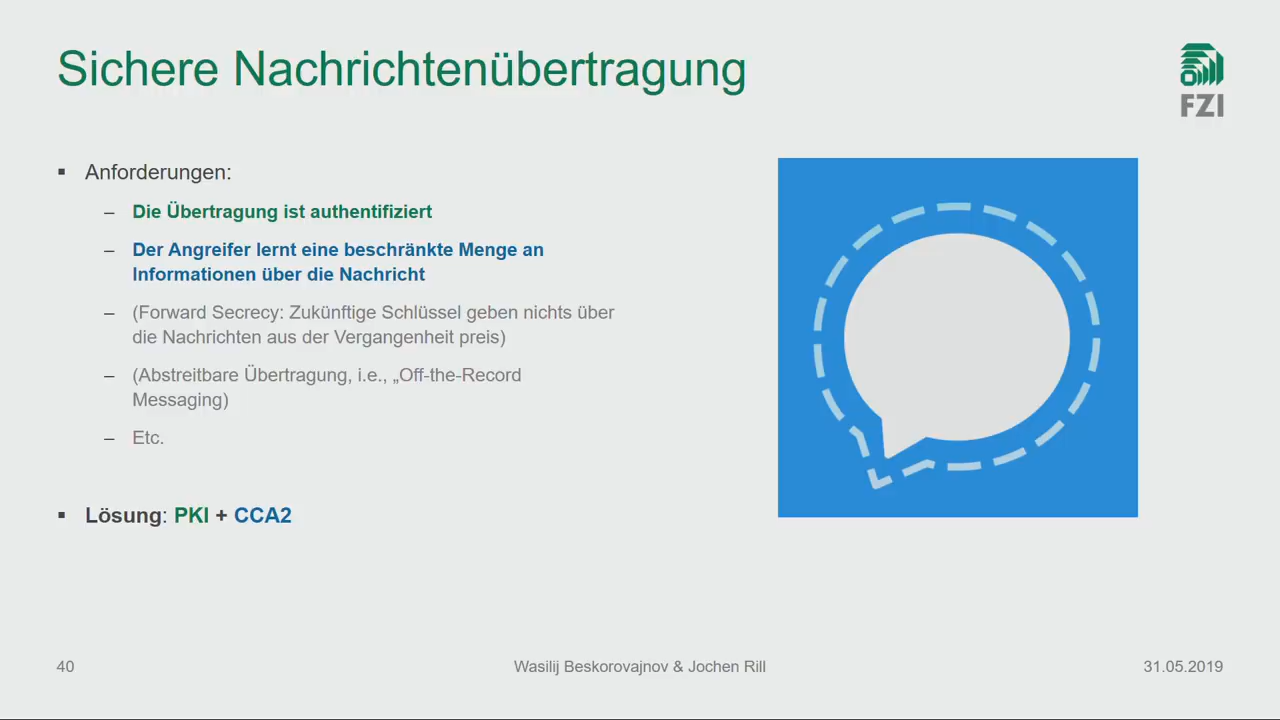 Sichere Nachrichtenübertragung
FZI
▪ Anforderungen:
– Die Übertragung ist authentifiziert
– Der Angreifer lernt eine beschränkte Menge an
Informationen über die Nachricht
– (Forward Secrecy: Zukünftige Schlüssel geben nichts über
die Nachrichten aus der Vergangenheit preis)
– (Abstreitbare Übertragung, i.e., „Off-the-Record
Messaging)
– Etc.
▪ Lösung: PKI + CCA2
40
Wasilij Beskorovajnov & Jochen Rill
31.05.2019